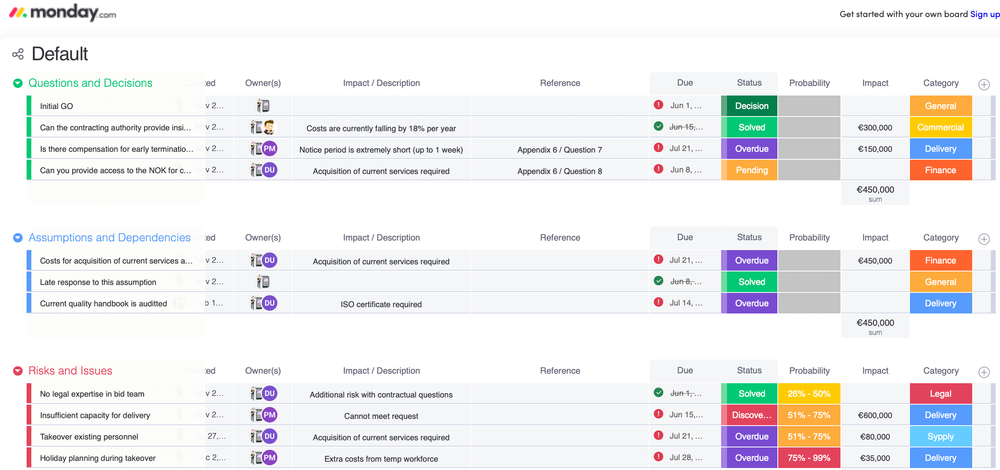 monday.com
Get started with your own board Sign up
Default
Questions and Decisions Created Owner(s) Impact / Description Reference Due Status Probability Impact Category
Initial GO Nov 2… Jun 1, … Decision General
Can the contracting authority provide insi… Nov 2… Costs are currently falling by 18% per year Jun 15,… Solved €300,000 Commercial
Is there compensation for early terminatio… Nov 2… PM Notice period is extremely short (up to 1 week) Appendix 6 / Question 7 Jul 21, … Overdue €150,000 Delivery
Can you provide access to the NOK for c… Nov 2… DU Acquisition of current services required Appendix 6 / Question 8 Jun 8, … Pending Finance
€450,000
sum
Assumptions and Dependencies Created Owner(s) Impact / Description Reference Due Status Probability Impact Category
Costs for acquisition of current services a… Nov 2… DU Acquisition of current services required Jul 21, … Overdue €450,000 Finance
Late response to this assumption Nov 2… Jun 8, … Solved General
Current quality handbook is auditted Feb 1… DU ISO certificate required Jul 14, … Overdue Delivery
€450,000
sum
Risks and Issues Created Owner(s) Impact / Description Reference Due Status Probability Impact Category
No legal expertise in bid team Nov 2… DU Additional risk with contractual questions Jun 1, … Solved 26% - 50% Legal
Insufficient capacity for delivery Nov 2… PM Cannot meet request Jun 15,… Discove… 51% - 75% €600,000 Delivery
Takeover existing personnel 27,… DU Acquisition of current services required Jul 21, … Overdue 51% - 75% €80,000 Sypply
Holiday planning during takeover Dec 2,… PM Extra costs from temp workforce Jul 28, … Overdue 75% - 99% €35,000 Delivery